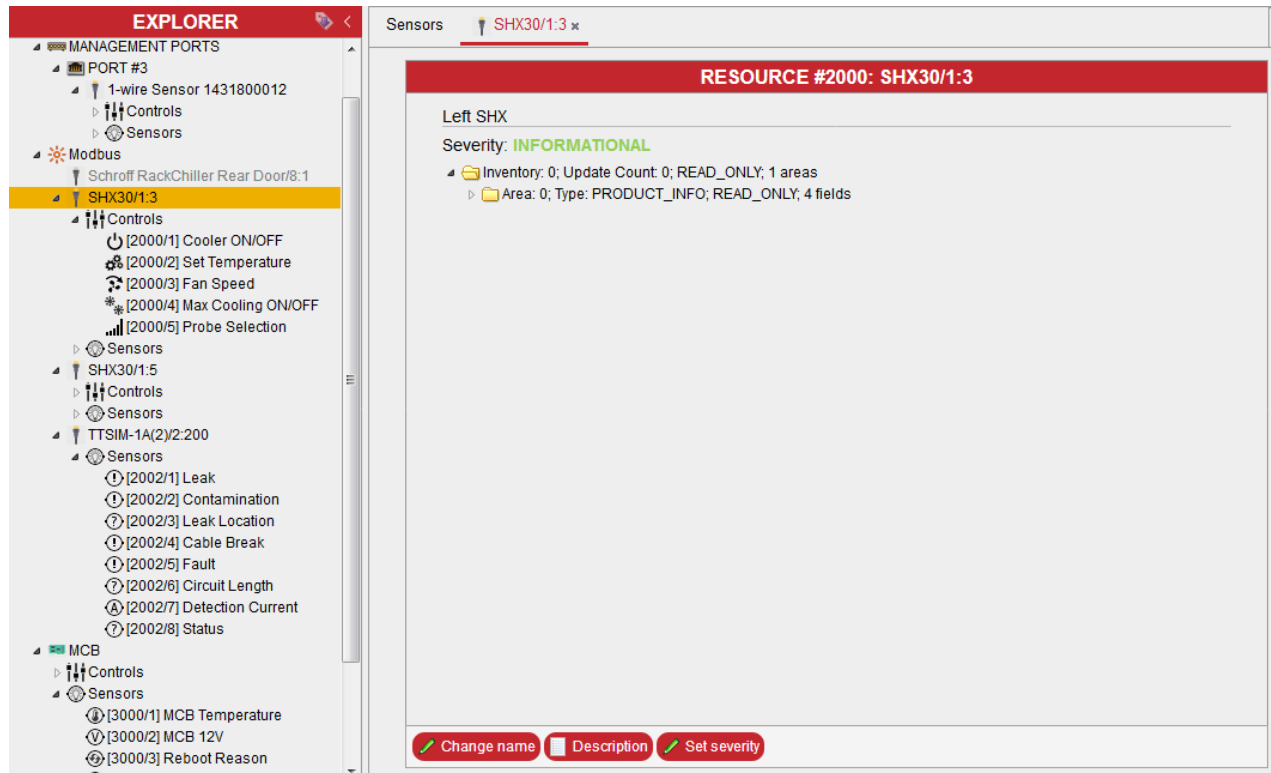 EXPLORER
MANAGEMENT PORTS
PORT #3
1-wire Sensor 1431800012
Controls
Sensors
Modbus
Schroff RackChiller Rear Door/8:1
SHX30/1:3
Controls
[2000/1] Cooler ON/OFF
[2000/2] Set Temperature
[2000/3] Fan Speed
[2000/4] Max Cooling ON/OFF
[2000/5] Probe Selection
Sensors
SHX30/1:5
Controls
Sensors
TTSIM-1A(2)/2:200
Sensors
[2002/1] Leak
[2002/2] Contamination
[2002/3] Leak Location
[2002/4] Cable Break
[2002/5] Fault
[2002/6] Circuit Length
[2002/7] Detection Current
[2002/8] Status
MCB
Controls
Sensors
[3000/1] MCB Temperature
[3000/2] MCB 12V
[3000/3] Reboot Reason
Sensors SHX30/1:3
RESOURCE #2000: SHX30/1:3
Left SHX
Severity: INFORMATIONAL
Inventory: 0; Update Count: 0; READ_ONLY; 1 areas
Area: 0; Type: PRODUCT_INFO; READ_ONLY; 4 fields
Change name Description Set severity